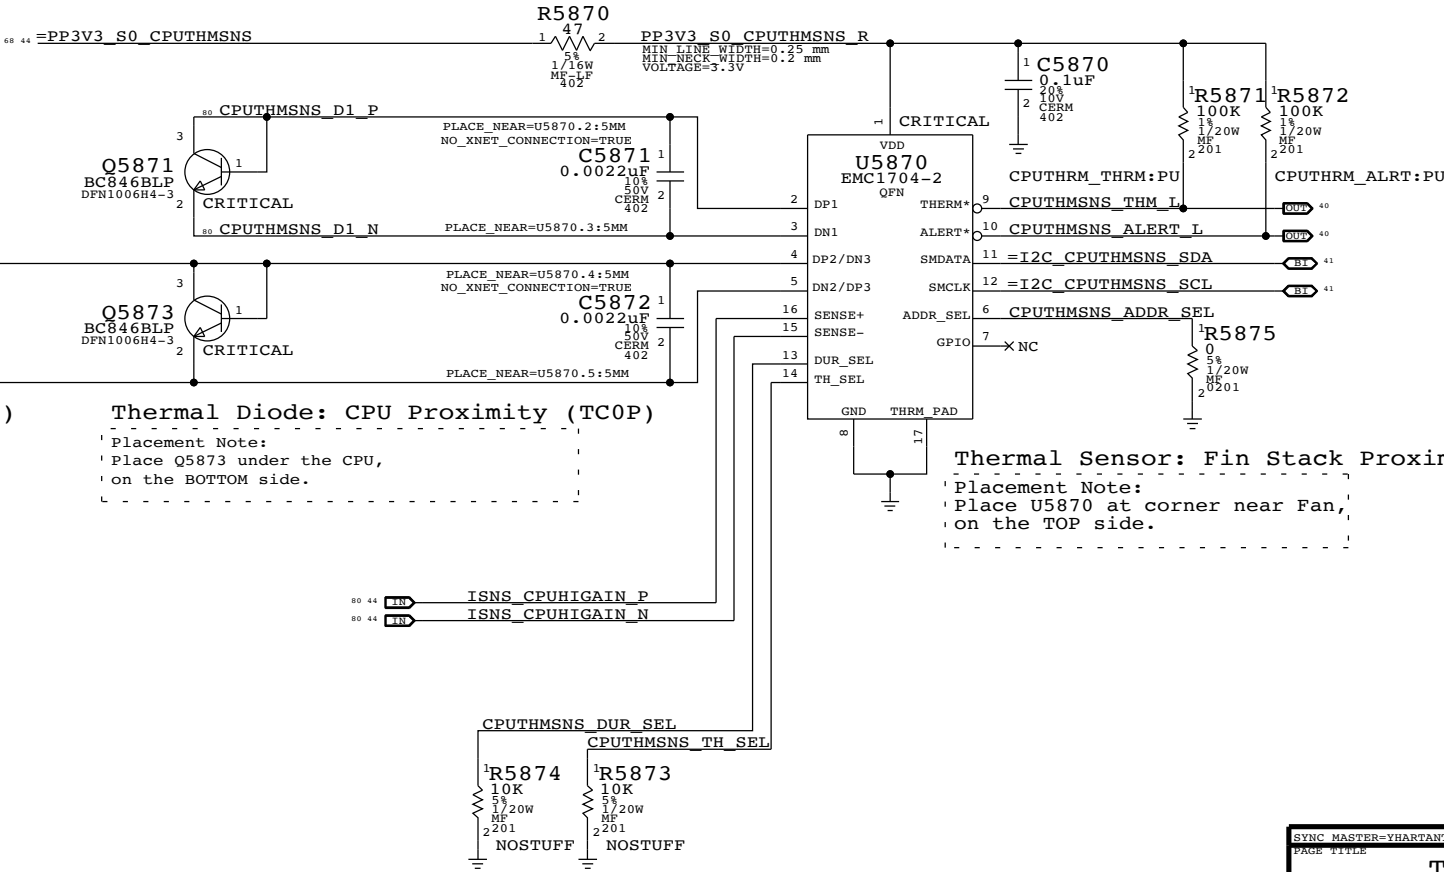 R5870
47
68 44 =PP3V3_S0_CPUTHMSNS
1 2
PP3V3_S0_CPUTHMSNS_R
5%
1/16W
MF-LF
402
MIN_LINE_WIDTH=0.25 mm
MIN_NECK_WIDTH=0.2 mm
VOLTAGE=3.3V
1
C5870
0.1uF
20%
10V
CERM
402
2
1
R5871
100K
1%
1/20W
MF
201
2
1
R5872
100K
1%
1/20W
MF
201
2
80 CPUTHMSNS_D1_P
PLACE_NEAR=U5870.2:5MM
NO_XNET_CONNECTION=TRUE
3
Q5871
BC846BLP
DFN1006H4-3
1
2
CRITICAL
C5871
0.0022uF
10%
50V
CERM
402
1
2
80 CPUTHMSNS_D1_N
PLACE_NEAR=U5870.3:5MM
1
CRITICAL
VDD
U5870
EMC1704-2
QFN
CPUTHRM_THRM:PU
CPUTHRM_ALRT:PU
2 DP1
THERM* 9 CPUTHMSNS_THM_L
OUT 40
3 DN1
ALERT* 10 CPUTHMSNS_ALERT_L
OUT 40
4 DP2/DN3
SMDATA 11 =I2C_CPUTHMSNS_SDA
BI 41
5 DN2/DP3
SMCLK 12 =I2C_CPUTHMSNS_SCL
BI 41
16 SENSE+
ADDR_SEL 6 CPUTHMSNS_ADDR_SEL
15 SENSE-
GPIO 7 NC
13 DUR_SEL
14 TH_SEL
GND THRM_PAD
8 17
1
R5875
0
5%
1/20W
MF
0201
2
PLACE_NEAR=U5870.4:5MM
NO_XNET_CONNECTION=TRUE
3
Q5873
BC846BLP
DFN1006H4-3
1
2
CRITICAL
C5872
0.0022uF
10%
50V
CERM
402
1
2
PLACE_NEAR=U5870.5:5MM
)
Thermal Diode: CPU Proximity (TC0P)
Placement Note:
Place Q5873 under the CPU,
on the BOTTOM side.
Thermal Sensor: Fin Stack
Placement Note:
Place U5870 at corner near Fan,
on the TOP side.
80 44 IN ISNS_CPUHIGAIN_P
80 44 IN ISNS_CPUHIGAIN_N
CPUTHMSNS_DUR_SEL
CPUTHMSNS_TH_SEL
1
R5874
10K
5%
1/20W
MF
201
2
NOSTUFF
1
R5873
10K
5%
1/20W
MF
201
2
NOSTUFF
SYNC_MASTER=YHARTANT
PAGE TITLE